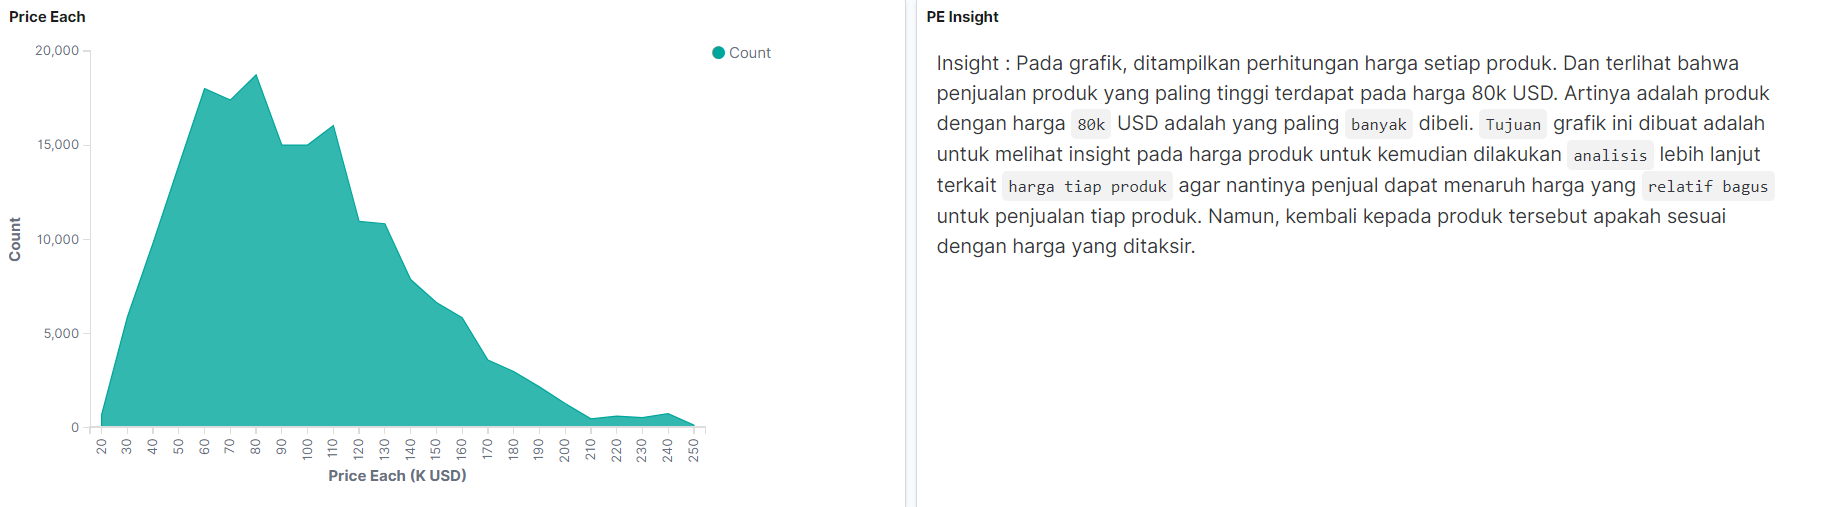 Price Each
20,000
15,000
10,000
5,000
0
Count
20 30 40 50 60 70 80 90 100 110 120 130 140 150 160 170 180 190 200 210 220 230 240 250
Price Each (K USD)
Count
PE Insight
Insight : Pada grafik, ditampilkan perhitungan harga setiap produk. Dan terlihat bahwa
penjualan produk yang paling tinggi terdapat pada harga 80k USD. Artinya adalah produk
dengan harga 80k USD adalah yang paling banyak dibeli. Tujuan grafik ini dibuat adalah
untuk melihat insight pada harga produk untuk kemudian dilakukan analisis lebih lanjut
terkait harga tiap produk agar nantinya penjual dapat menaruh harga yang relatif bagus
untuk penjualan tiap produk. Namun, kembali kepada produk tersebut apakah sesuai
dengan harga yang ditaksir.